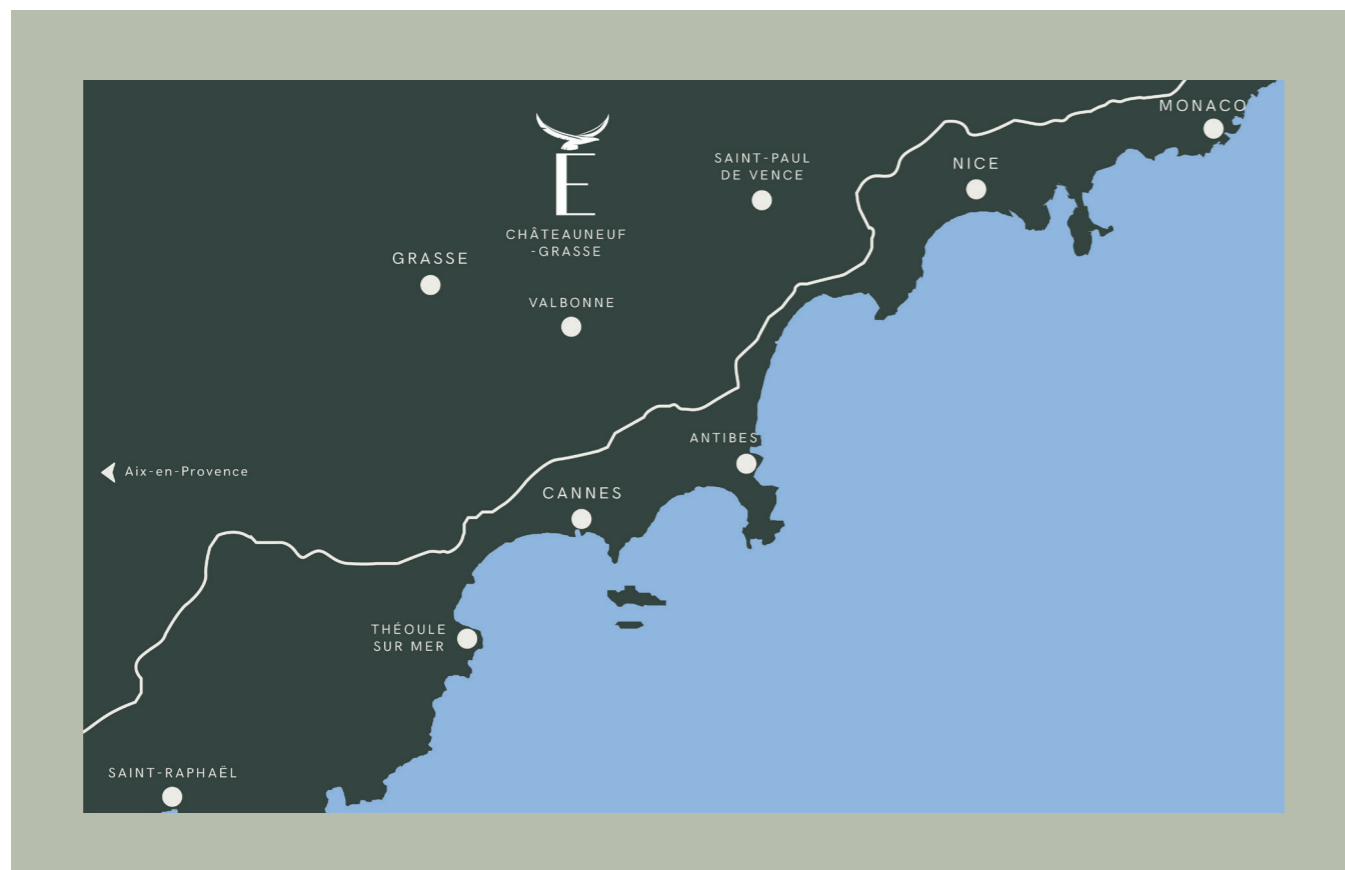 MONACO
SAINT-PAUL
DE VENCE
NICE
E
CHÂTEAUNEUF
-GRASSE
GRASSE
VALBONNE
ANTIBES
Aix-en-Provence
CANNES
THÉOULE
SUR MER
SAINT-RAPHAËL